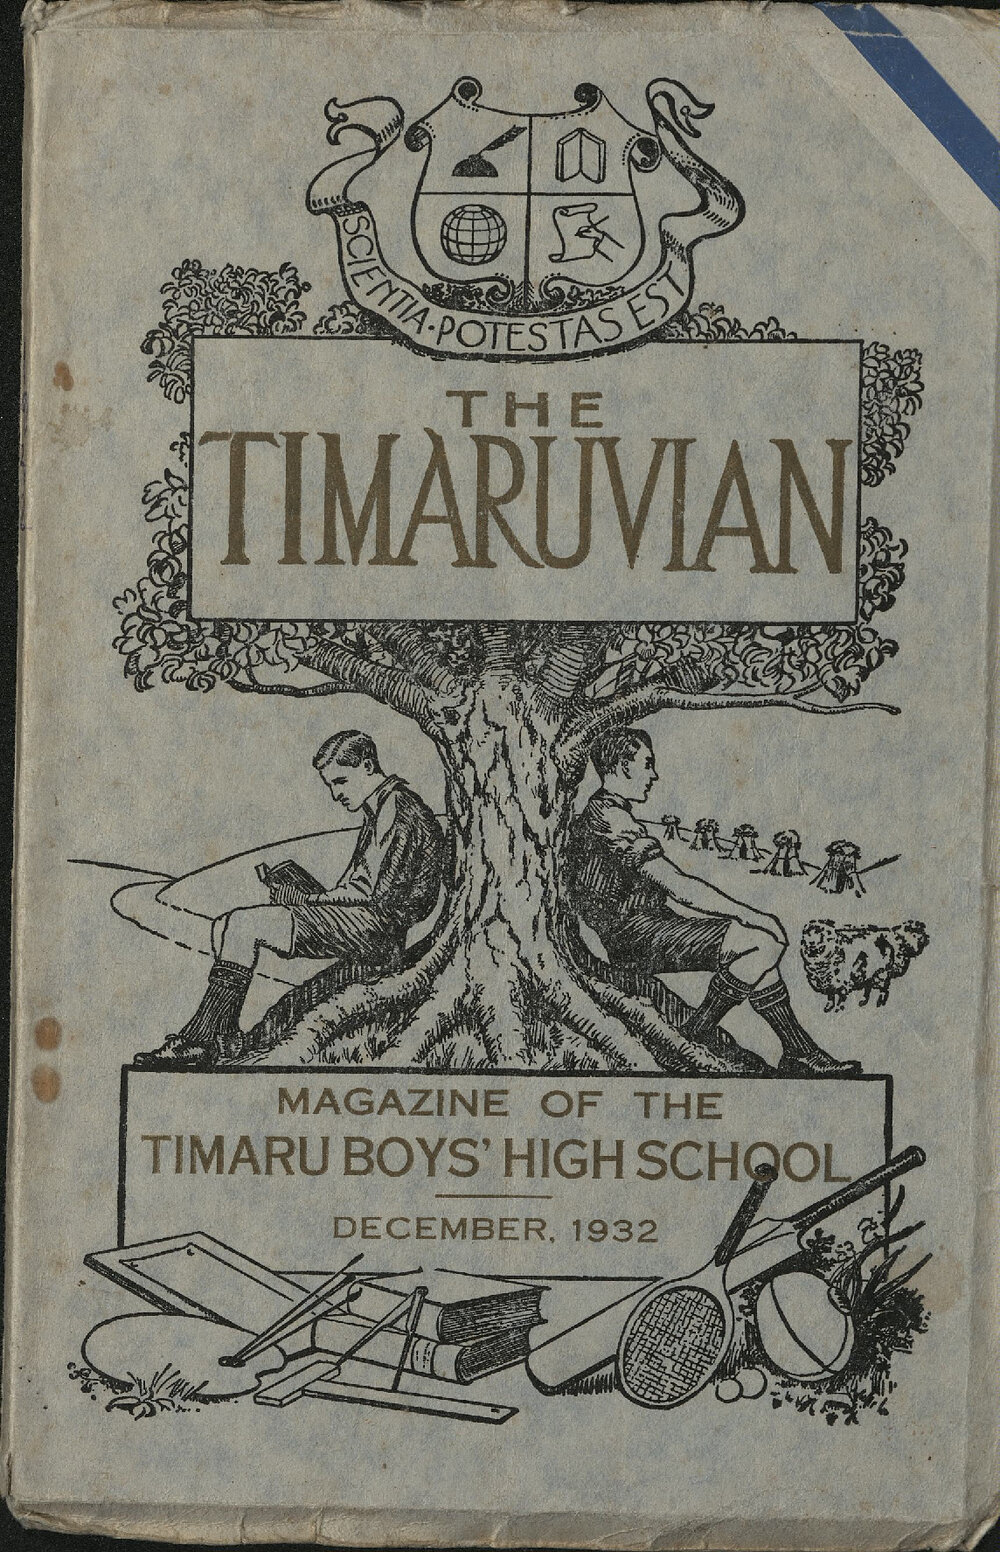 SCIENTIA·POTESTAS EST
THE
TIMARUVIAN
MAGAZINE OF THE
TIMARU BOYS' HIGH SCHOOL
DECEMBER, 1932